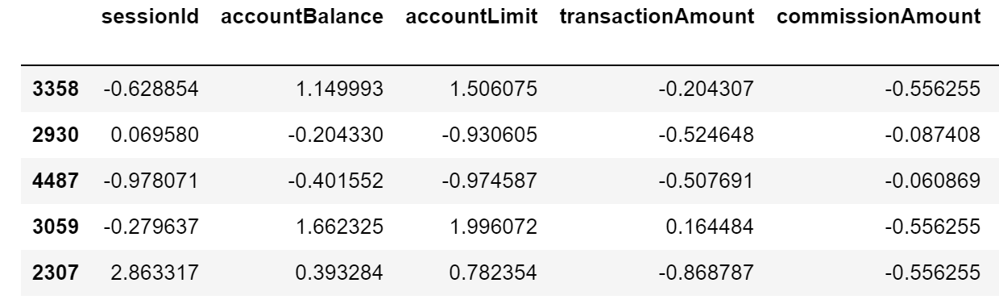 sessionId accountBalance accountLimit transactionAmount commissionAmount
3358 -0.628854 1.149993 1.506075 -0.204307 -0.556255
2930 0.069580 -0.204330 -0.930605 -0.524648 -0.087408
4487 -0.978071 -0.401552 -0.974587 -0.507691 -0.060869
3059 -0.279637 1.662325 1.996072 0.164484 -0.556255
2307 2.863317 0.393284 0.782354 -0.868787 -0.556255